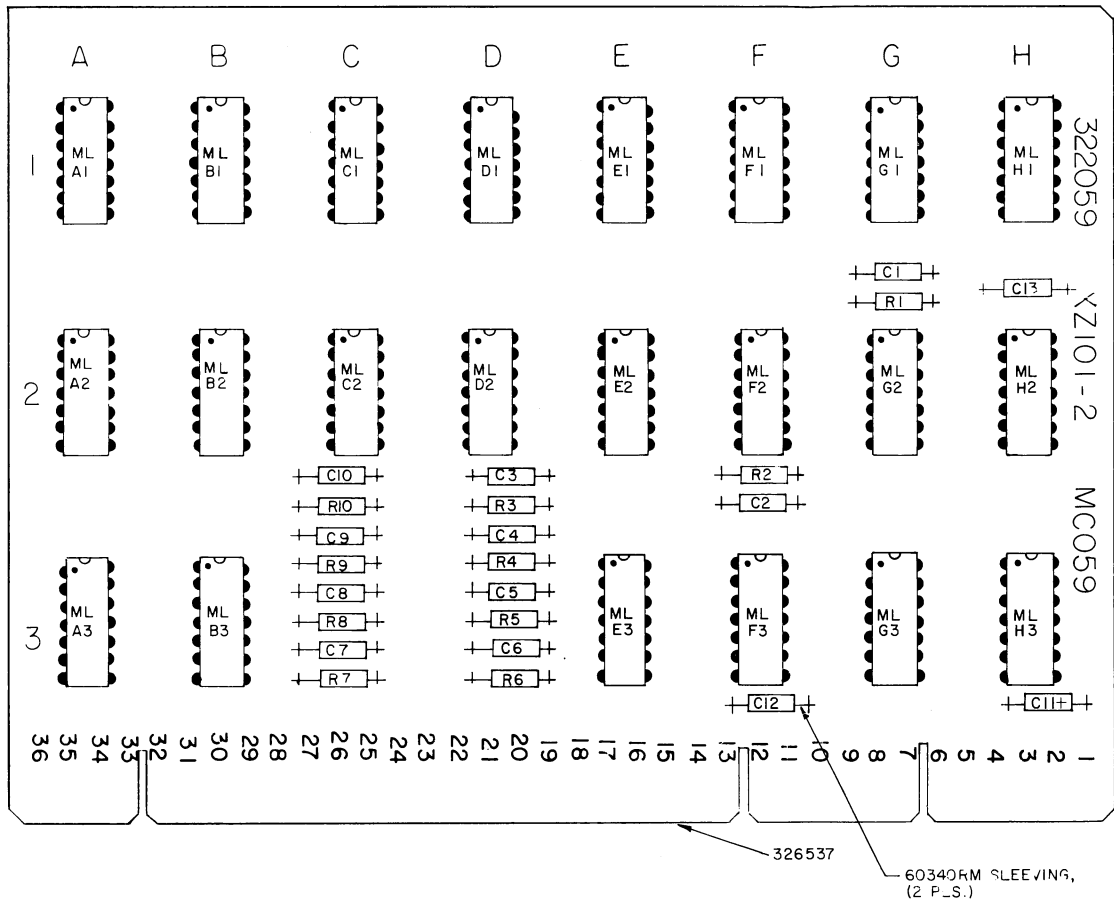 A B C D E F G H
1
ML A1
ML B1
ML C1
ML D1
ML E1
ML F1
ML G1
ML H1
322059
C1
R1
C13
YZ101-2
2
ML A2
ML B2
ML C2
ML D2
ML E2
ML F2
ML G2
ML H2
C10
R10
C9
R9
C8
R8
C7
R7
C3
R3
C4
R4
C5
R5
C6
R6
R2
C2
MC059
3
ML A3
ML B3
ML E3
ML F3
ML G3
ML H3
C12
C11+
36 35 34 33 32 31 30 29 28 27 26 25 24 23 22 21 20 19 18 17 16 15 14 13 12 11 10 9 8 7 6 5 4 3 2 1
326537
60340RM SLEEVING,
(2 PLS.)